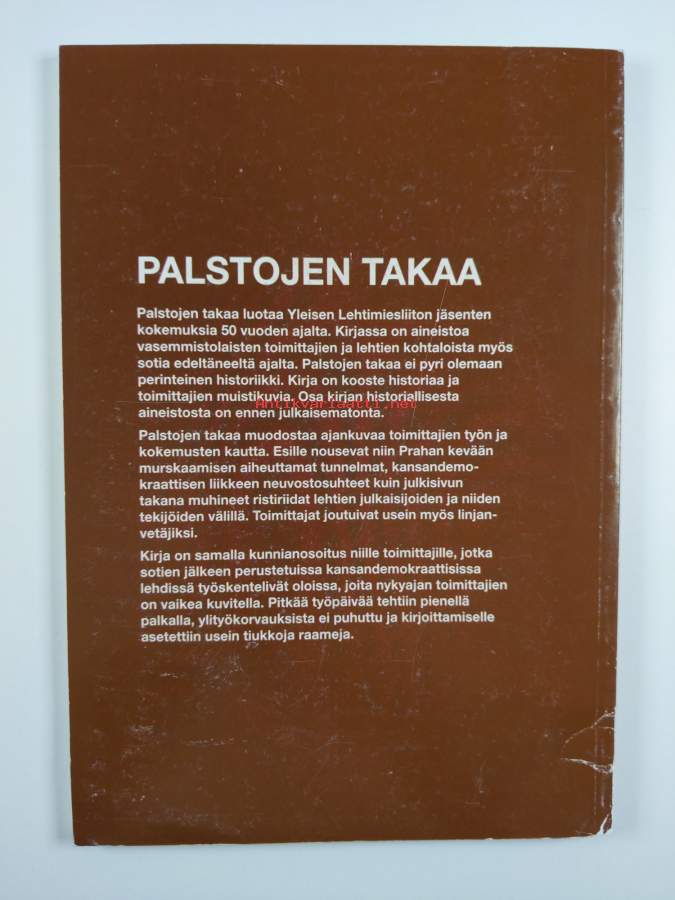 PALSTOJEN TAKAA
Palstojen takaa luotaa Yleisen Lehtimiesliiton jäsenten
kokemuksia 50 vuoden ajalta. Kirjassa on aineistoa
vasemmistolaisten toimittajien ja lehtien kohtaloista myös
sotia edeltäneeltä ajalta. Palstojen takaa ei pyri olemaan
perinteinen historiikki. Kirja on kooste historiaa ja
toimittajien muistikuvia. Osa kirjan historiallisesta
Antikvariaatti.net
aineistosta on ennen julkaisematonta.
Palstojen takaa muodostaa ajankuvaa toimittajien työn ja
kokemusten kautta. Esille nousevat niin Prahan kevään
murskaamisen aiheuttamat tunnelmat, kansandemo-
kraattisen liikkeen neuvostosuhteet kuin julkisivun
takana muhineet ristiriidat lehtien julkaisijoiden ja niiden
tekijöiden välillä. Toimittajat joutuivat usein myös linjan-
vetäjiksi.
Kirja on samalla kunnianosoitus niille toimittajille, jotka
sotien jälkeen perustetuissa kansandemokraattisissa
lehdissä työskentelivät oloissa, joita nykyajan toimittajien
on vaikea kuvitella. Pitkää työpäivää tehtiin pienellä
palkalla, ylityökorvauksista ei puhuttu ja kirjoittamiselle
asetettiin usein tiukkoja raameja.